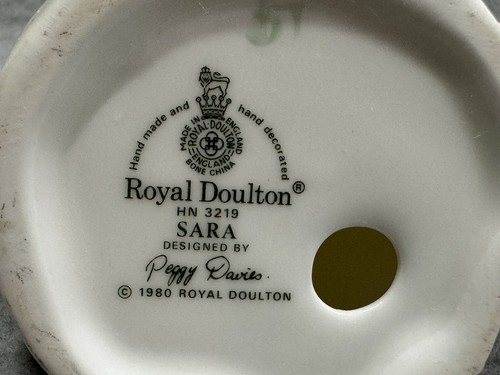 Hand made and hand decorated
MADE IN ENGLAND
ROYAL DOULTON
ENGLAND
BONE CHINA
Royal Doulton®
HN 3219
SARA
DESIGNED BY
Peggy Davies.
© 1980 ROYAL DOULTON